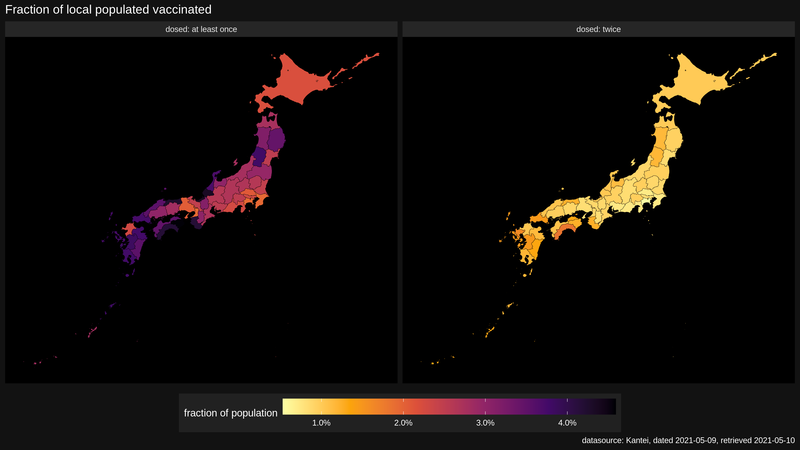 Fraction of local populated vaccinated
dosed: at least once
dosed: twice
fraction of population
1.0%
2.0%
3.0%
4.0%
datasource: Kantei, dated 2021-05-09, retrieved 2021-05-10